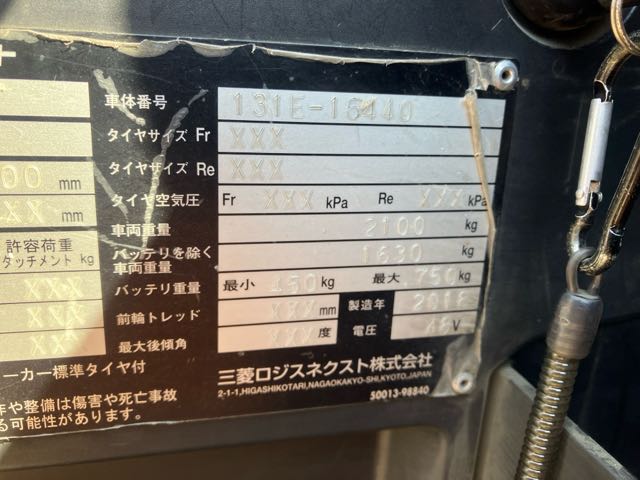 車体番号 131E-16440
タイヤサイズ Fr XXX
タイヤサイズ Re XXX
00 mm タイヤ空気圧 Fr XXX kPa Re XXX kPa
XX mm 車両重量 2100 kg
許容荷重 バッテリを除く 1630 kg
タッチメント kg 車両重量
XXX バッテリ重量 最小 450 kg 最大 750 kg
XX 前輪トレッド XXX mm 製造年 2018
XX 最大後傾角 XXX 度 電圧 48 V
ーカー標準タイヤ付 三菱ロジスネクスト株式会社
2-1-1,HIGASHIKOTARI,NAGAOKAKYO-SHI,KYOTO,JAPAN
や整備は傷害や死亡事故 50013-98840
る可能性があります.